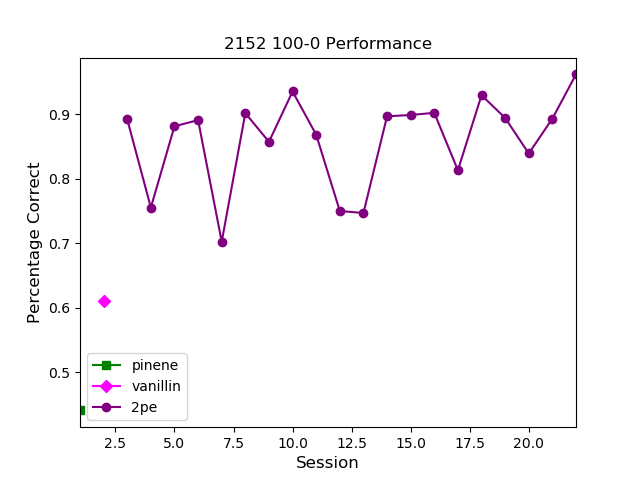 2152 100-0 Performance
Percentage Correct
0.9
0.8
0.7
0.6
0.5
pinene
vanillin
2pe
2.5 5.0 7.5 10.0 12.5 15.0 17.5 20.0
Session